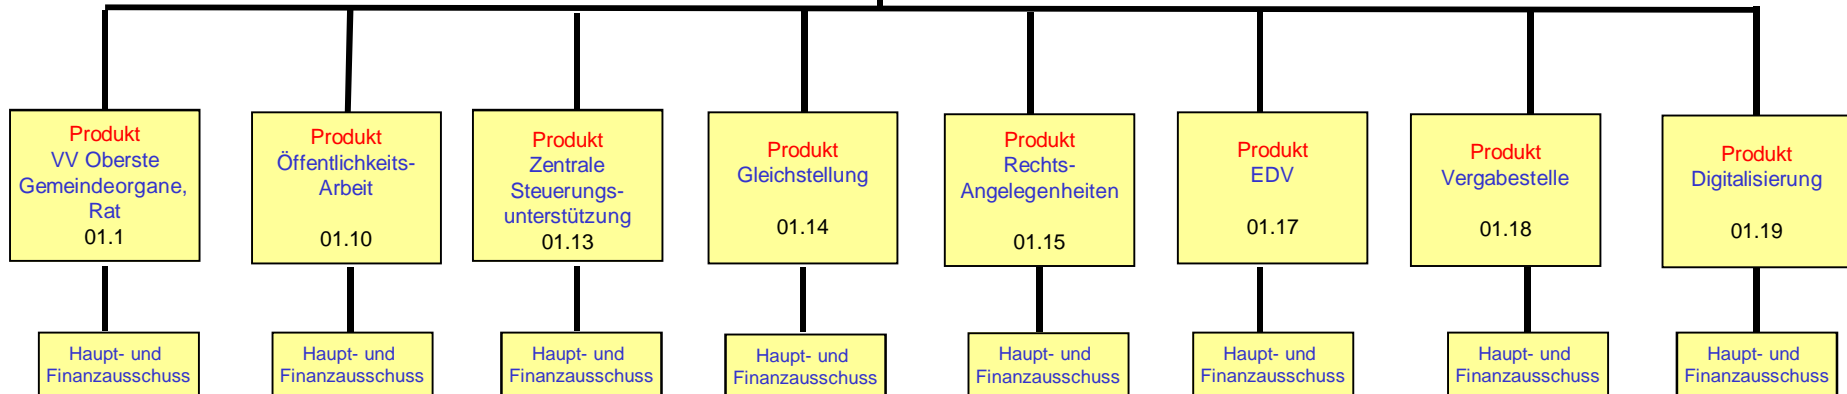 Produkt
VV Oberste
Gemeindeorgane,
Rat
01.1
Produkt
Öffentlichkeits-
Arbeit
01.10
Produkt
Zentrale
Steuerungs-
unterstützung
01.13
Produkt
Gleichstellung
01.14
Produkt
Rechts-
Angelegenheiten
01.15
Produkt
EDV
01.17
Produkt
Vergabestelle
01.18
Produkt
Digitalisierung
01.19
Haupt- und
Finanzausschuss
Haupt- und
Finanzausschuss
Haupt- und
Finanzausschuss
Haupt- und
Finanzausschuss
Haupt- und
Finanzausschuss
Haupt- und
Finanzausschuss
Haupt- und
Finanzausschuss
Haupt- und
Finanzausschuss